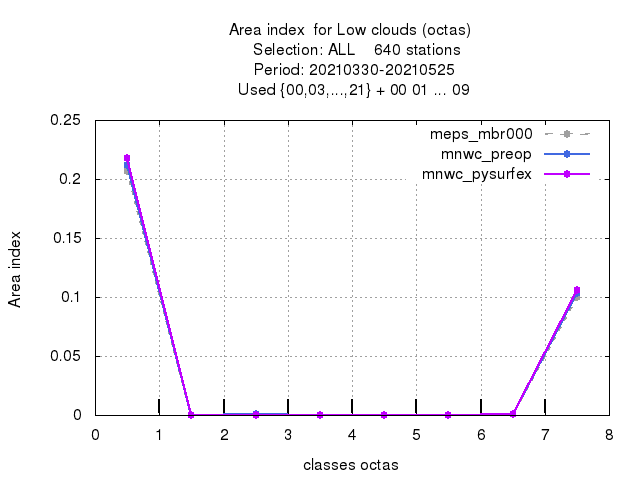 Area index  for Low clouds (octas)
Selection: ALL    640 stations
Period: 20210330-20210525
Used {00,03,...,21} + 00 01 ... 09
meps_mbr000
mnwc_preop
mnwc_pysurfex
0.25
0.2
0.15
0.1
0.05
0
Area index
0 1 2 3 4 5 6 7 8
classes octas